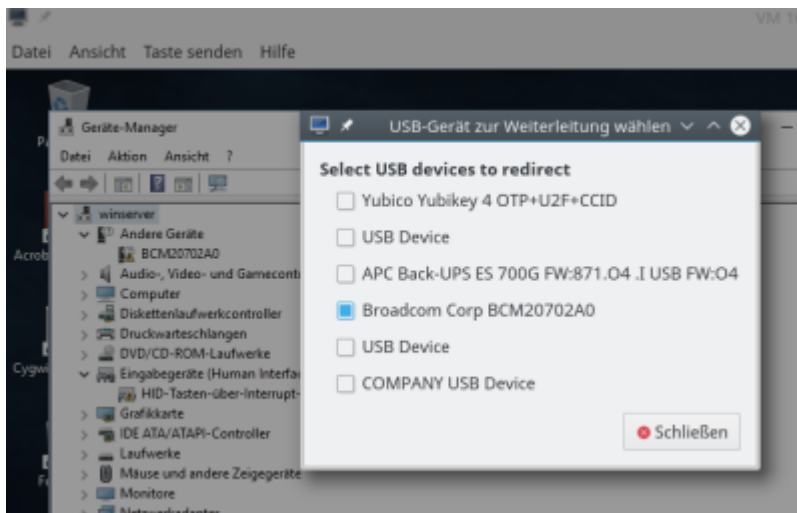 VM 1
Datei Ansicht Taste senden Hilfe
Geräte-Manager
Datei Aktion Ansicht ?
winserver
Andere Geräte
BCM20702A0
Audio-, Video- und Gamecont
Computer
Diskettenlaufwerkcontroller
Druckwarteschlangen
DVD/CD-ROM-Laufwerke
Eingabegeräte (Human Interfa
HID-Tasten-über-Interrupt-
Grafikkarte
IDE ATA/ATAPI-Controller
Laufwerke
Mäuse und andere Zeigegeräte
Monitore
Netzwerkadapter
Acrob
Cygw
USB-Gerät zur Weiterleitung wählen
Select USB devices to redirect
Yubico Yubikey 4 OTP+U2F+CCID
USB Device
APC Back-UPS ES 700G FW:871.O4 .I USB FW:O4
Broadcom Corp BCM20702A0
USB Device
COMPANY USB Device
Schließen